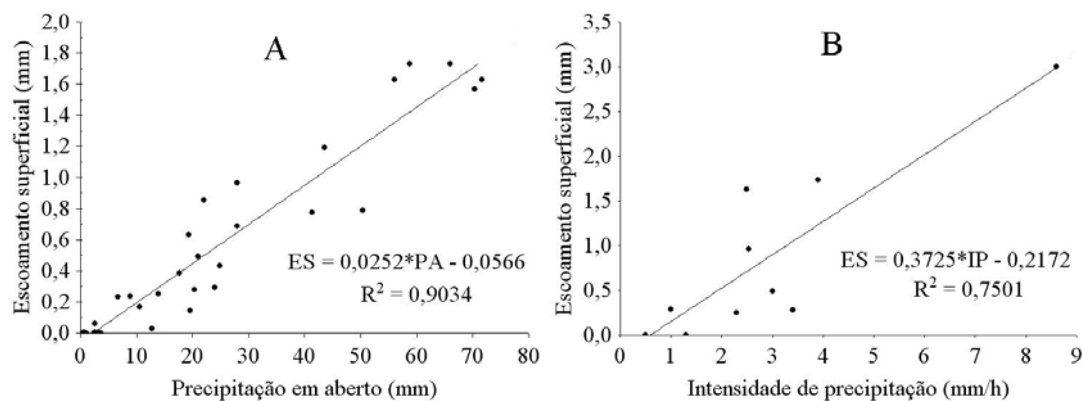 A
Escoamento superficial (mm)
2,0
1,8
1,6
1,4
1,2
1,0
0,8
0,6
0,4
0,2
0,0
ES = 0,0252*PA - 0,0566
R² = 0,9034
0 10 20 30 40 50 60 70 80
Precipitação em aberto (mm)
B
Escoamento superficial (mm)
3,5
3,0
2,5
2,0
1,5
1,0
0,5
0,0
ES = 0,3725*IP - 0,2172
R² = 0,7501
0 1 2 3 4 5 6 7 8 9
Intensidade de precipitação (mm/h)